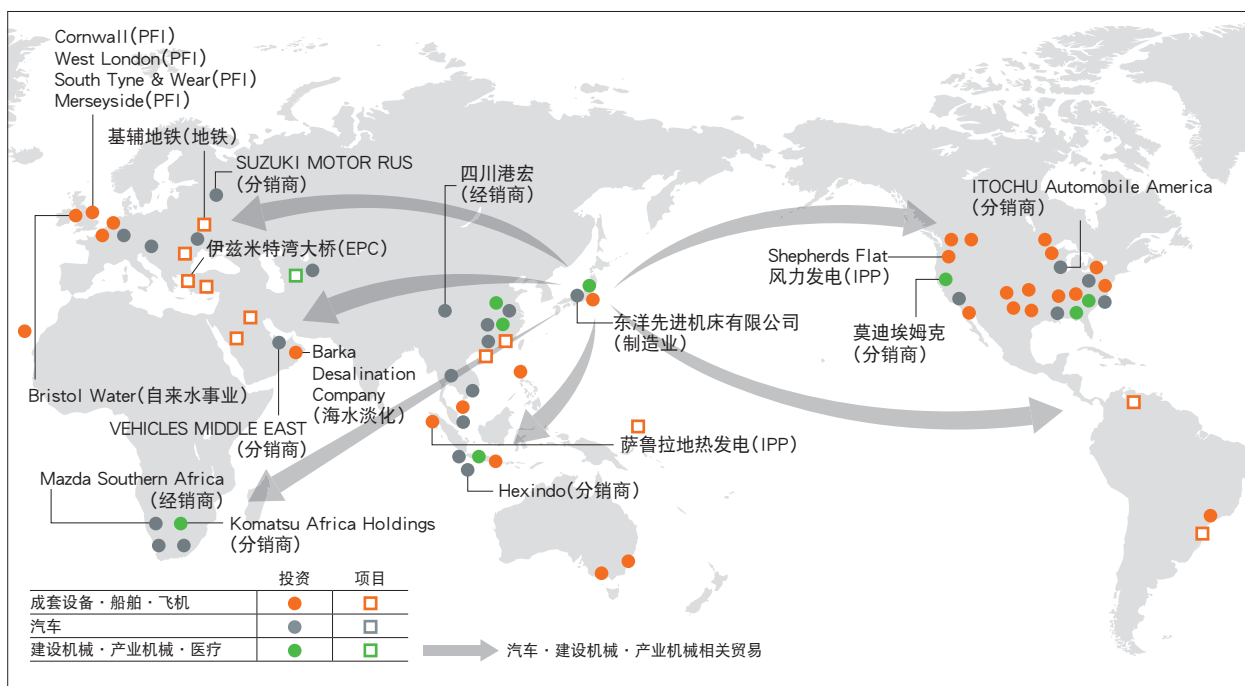 Cornwall(PFI)
West London(PFI)
South Tyne & Wear(PFI)
Merseyside(PFI)
基辅地铁(地铁)
SUZUKI MOTOR RUS
(分销商)
四川港宏
(经销商)
ITOCHU Automobile America
(分销商)
伊兹米特湾大桥(EPC)
Shepherds Flat
风力发电(IPP)
东洋先进机床有限公司
(制造业)
莫迪埃姆克
(分销商)
Barka
Desalination
Company
(海水淡化)
Bristol Water(自来水事业)
VEHICLES MIDDLE EAST
(分销商)
萨鲁拉地热发电(IPP)
Mazda Southern Africa
(经销商)
Hexindo(分销商)
Komatsu Africa Holdings
(分销商)
投资 项目
成套设备・船舶・飞机
汽车
建设机械・产业机械・医疗
汽车・建设机械・产业机械相关贸易